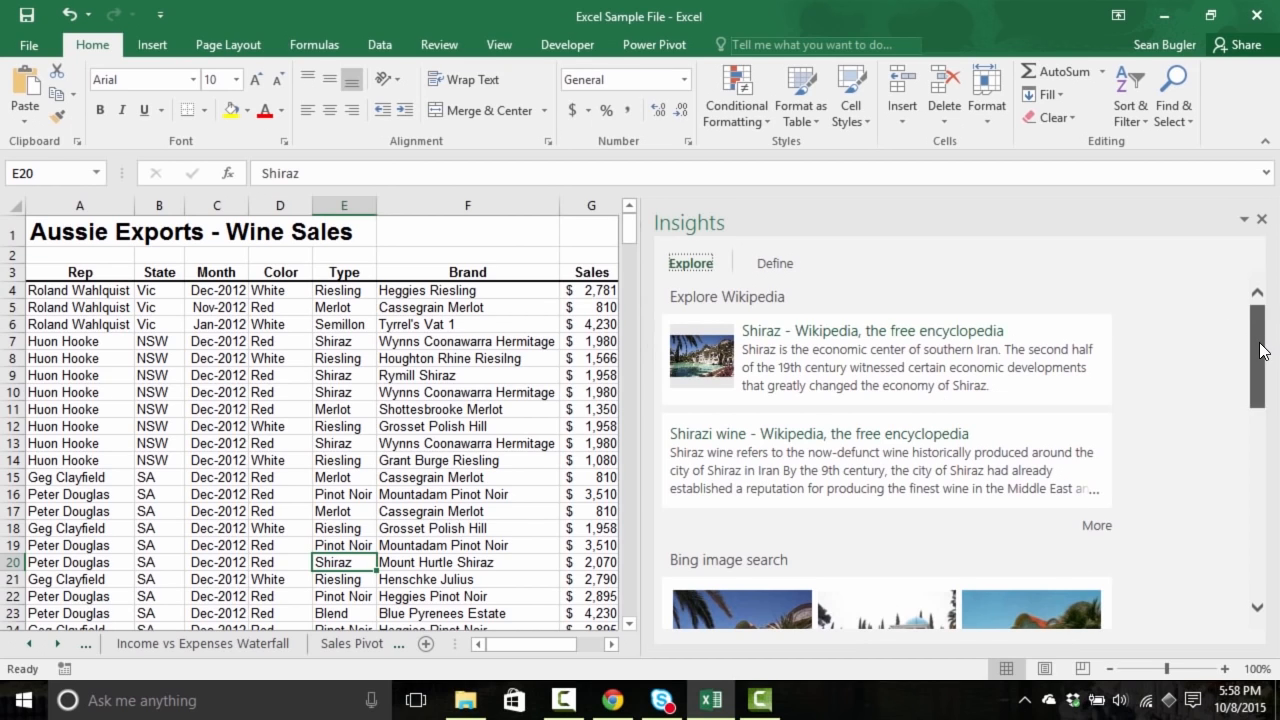 Excel Sample File - Excel
File Home Insert Page Layout Formulas Data Review View Developer Power Pivot Tell me what you want to do... Sean Bugler Share
Paste
Clipboard
Arial 10
B I U
Font
Wrap Text
Merge & Center
Alignment
General
$ % ,
Number
Conditional Formatting
Format as Table
Cell Styles
Styles
Insert Delete Format
Cells
AutoSum
Fill
Clear
Sort & Filter
Find & Select
Editing
E20 fx Shiraz
A B C D E F G
1 Aussie Exports - Wine Sales
2
3 Rep State Month Color Type Brand Sales
4 Roland Wahlquist Vic Dec-2012 White Riesling Heggies Riesling $ 2,781
5 Roland Wahlquist Vic Nov-2012 Red Merlot Cassegrain Merlot $ 810
6 Roland Wahlquist Vic Jan-2012 White Semillon Tyrrel's Vat 1 $ 4,230
7 Huon Hooke NSW Dec-2012 Red Shiraz Wynns Coonawarra Hermitage $ 1,980
8 Huon Hooke NSW Dec-2012 White Riesling Houghton Rhine Riesilng $ 1,566
9 Huon Hooke NSW Dec-2012 Red Shiraz Rymill Shiraz $ 1,958
10 Huon Hooke NSW Dec-2012 Red Shiraz Wynns Coonawarra Hermitage $ 1,980
11 Huon Hooke NSW Dec-2012 Red Merlot Shottesbrooke Merlot $ 1,350
12 Huon Hooke NSW Dec-2012 White Riesling Grosset Polish Hill $ 1,958
13 Huon Hooke NSW Dec-2012 Red Shiraz Wynns Coonawarra Hermitage $ 1,980
14 Huon Hooke NSW Dec-2012 White Riesling Grant Burge Riesling $ 1,080
15 Geg Clayfield SA Dec-2012 Red Merlot Cassegrain Merlot $ 810
16 Peter Douglas SA Dec-2012 Red Pinot Noir Mountadam Pinot Noir $ 3,510
17 Peter Douglas SA Dec-2012 Red Merlot Cassegrain Merlot $ 810
18 Geg Clayfield SA Dec-2012 White Riesling Grosset Polish Hill $ 1,958
19 Peter Douglas SA Dec-2012 Red Pinot Noir Mountadam Pinot Noir $ 3,510
20 Peter Douglas SA Dec-2012 Red Shiraz Mount Hurtle Shiraz $ 2,070
21 Geg Clayfield SA Dec-2012 White Riesling Henschke Julius $ 2,790
22 Peter Douglas SA Dec-2012 Red Pinot Noir Heggies Pinot Noir $ 2,895
23 Peter Douglas SA Dec-2012 Red Blend Blue Pyrenees Estate $ 4,230
... Income vs Expenses Waterfall Sales Pivot ...
Insights
Explore Define
Explore Wikipedia
Shiraz - Wikipedia, the free encyclopedia
Shiraz is the economic center of southern Iran. The second half
of the 19th century witnessed certain economic developments
that greatly changed the economy of Shiraz.
Shirazi wine - Wikipedia, the free encyclopedia
Shiraz wine refers to the now-defunct wine historically produced around the
city of Shiraz in Iran By the 9th century, the city of Shiraz had already
established a reputation for producing the finest wine in the Middle East an...
More
Bing image search
Ready 100%
Ask me anything 5:58 PM
10/8/2015